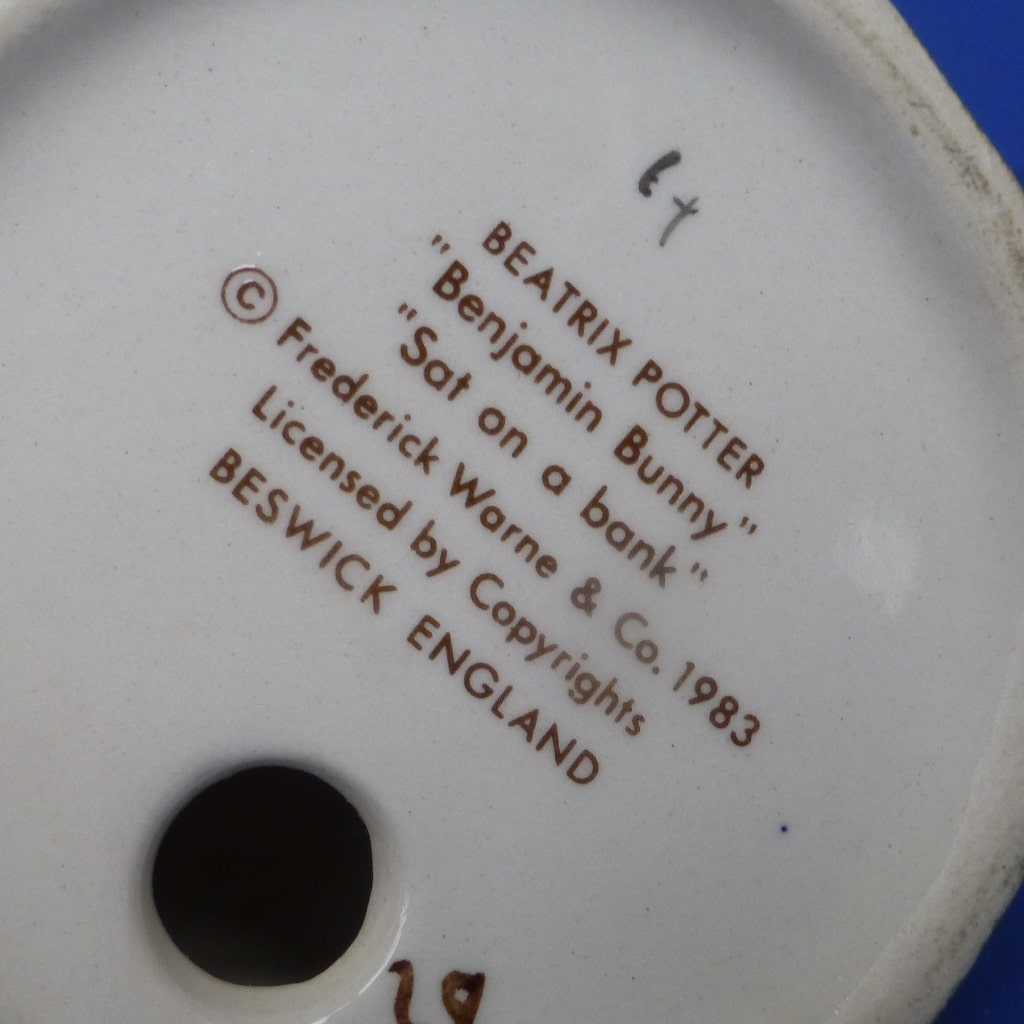 BEATRIX POTTER
"Benjamin Bunny"
"Sat on a bank"
© Frederick Warne & Co. 1983
Licensed by Copyrights
BESWICK ENGLAND